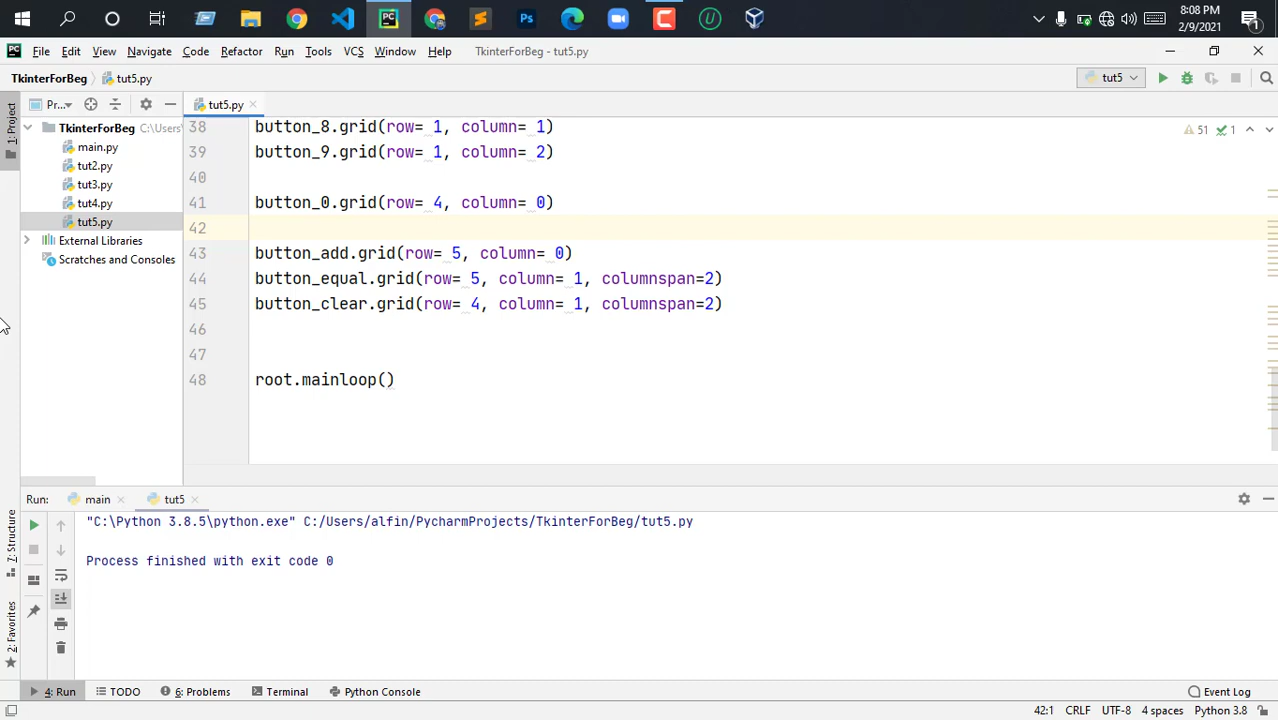 8:08 PM
2/9/2021
File Edit View Navigate Code Refactor Run Tools VCS Window Help TkinterForBeg - tut5.py
TkinterForBeg tut5.py tut5
1: Project
Pr... tut5.py
TkinterForBeg C:\Users\
main.py
tut2.py
tut3.py
tut4.py
tut5.py
External Libraries
Scratches and Consoles
51 1
38 button_8.grid(row= 1, column= 1)
39 button_9.grid(row= 1, column= 2)
40
41 button_0.grid(row= 4, column= 0)
42
43 button_add.grid(row= 5, column= 0)
44 button_equal.grid(row= 5, column= 1, columnspan=2)
45 button_clear.grid(row= 4, column= 1, columnspan=2)
46
47
48 root.mainloop()
Run: main tut5
"C:\Python 3.8.5\python.exe" C:/Users/alfin/PycharmProjects/TkinterForBeg/tut5.py
Process finished with exit code 0
7: Structure
2: Favorites
4: Run TODO 6: Problems Terminal Python Console Event Log
42:1 CRLF UTF-8 4 spaces Python 3.8